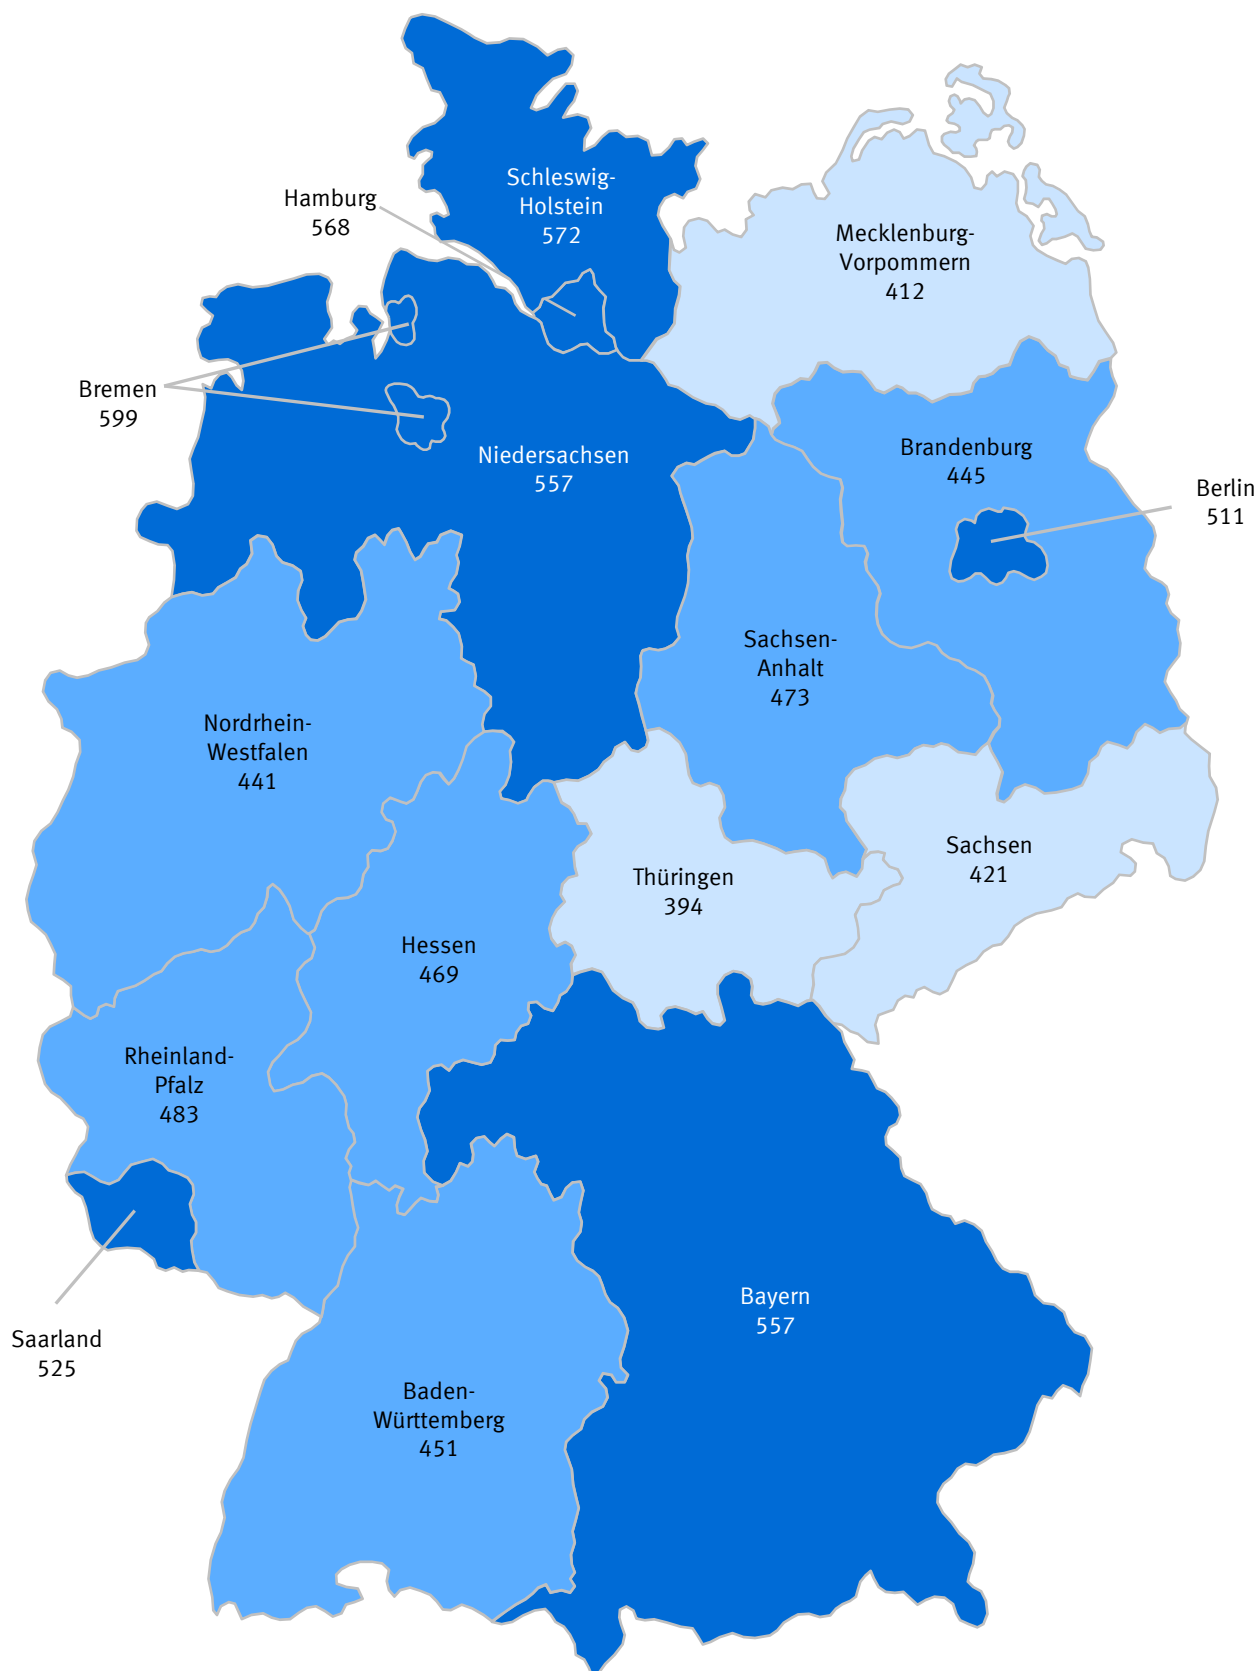 Schleswig-
Holstein
572
Hamburg
568
Mecklenburg-
Vorpommern
412
Bremen
599
Niedersachsen
557
Brandenburg
445
Berlin
511
Sachsen-
Anhalt
473
Nordrhein-
Westfalen
441
Sachsen
421
Thüringen
394
Hessen
469
Rheinland-
Pfalz
483
Bayern
557
Saarland
525
Baden-
Württemberg
451